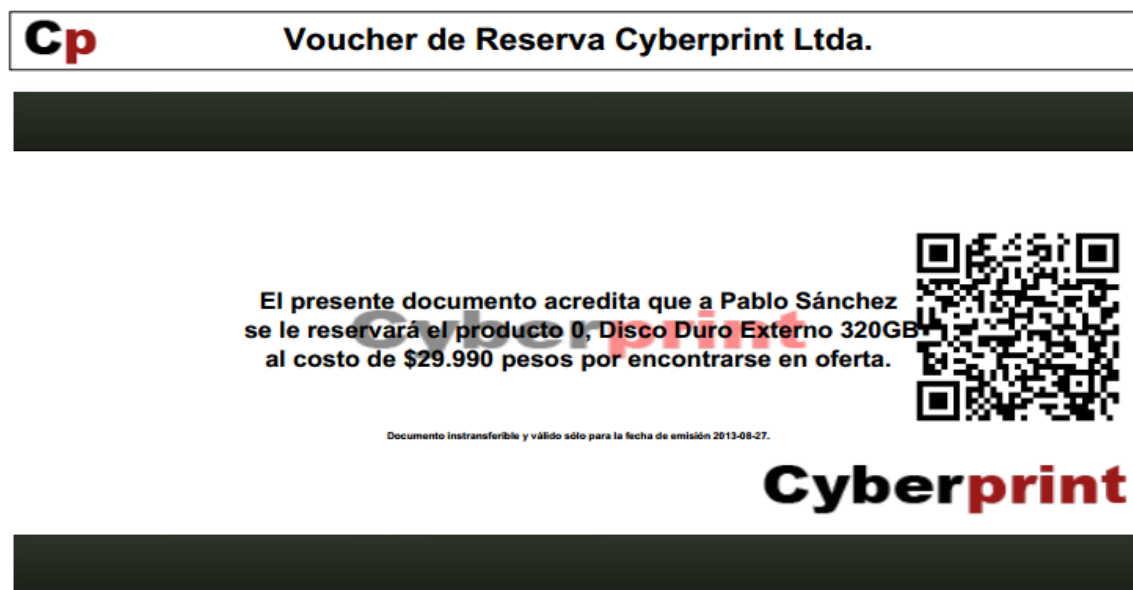 Cp
Voucher de Reserva Cyberprint Ltda.
El presente documento acredita que a Pablo Sánchez
se le reservará el producto 0, Disco Duro Externo 320GB
al costo de $29.990 pesos por encontrarse en oferta.
Cyberprint
Documento instransferible y válido sólo para la fecha de emisión 2013-08-27.
Cyberprint